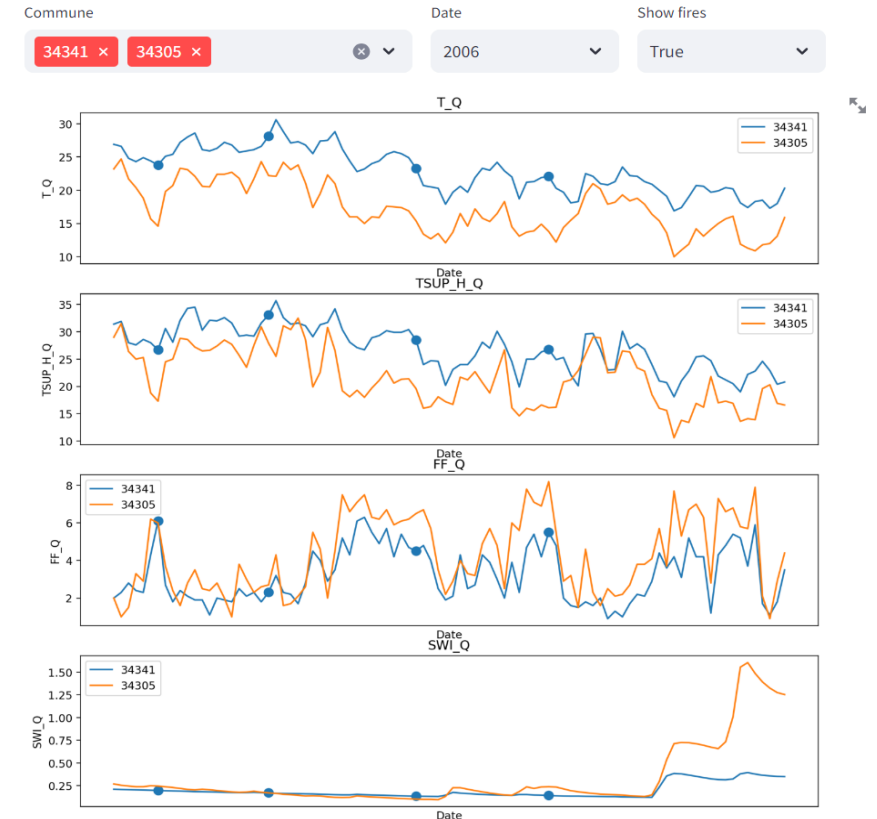 Commune Date Show fires
34341 × 34305 × 2006 True
T_Q
30
25
20
15
10
T_Q
34341
34305
Date
TSUP_H_Q
35
30
25
20
15
10
TSUP_H_Q
34341
34305
Date
FF_Q
8
6
4
2
FF_Q
34341
34305
Date
SWI_Q
1.50
1.25
1.00
0.75
0.50
0.25
SWI_Q
34341
34305
Date